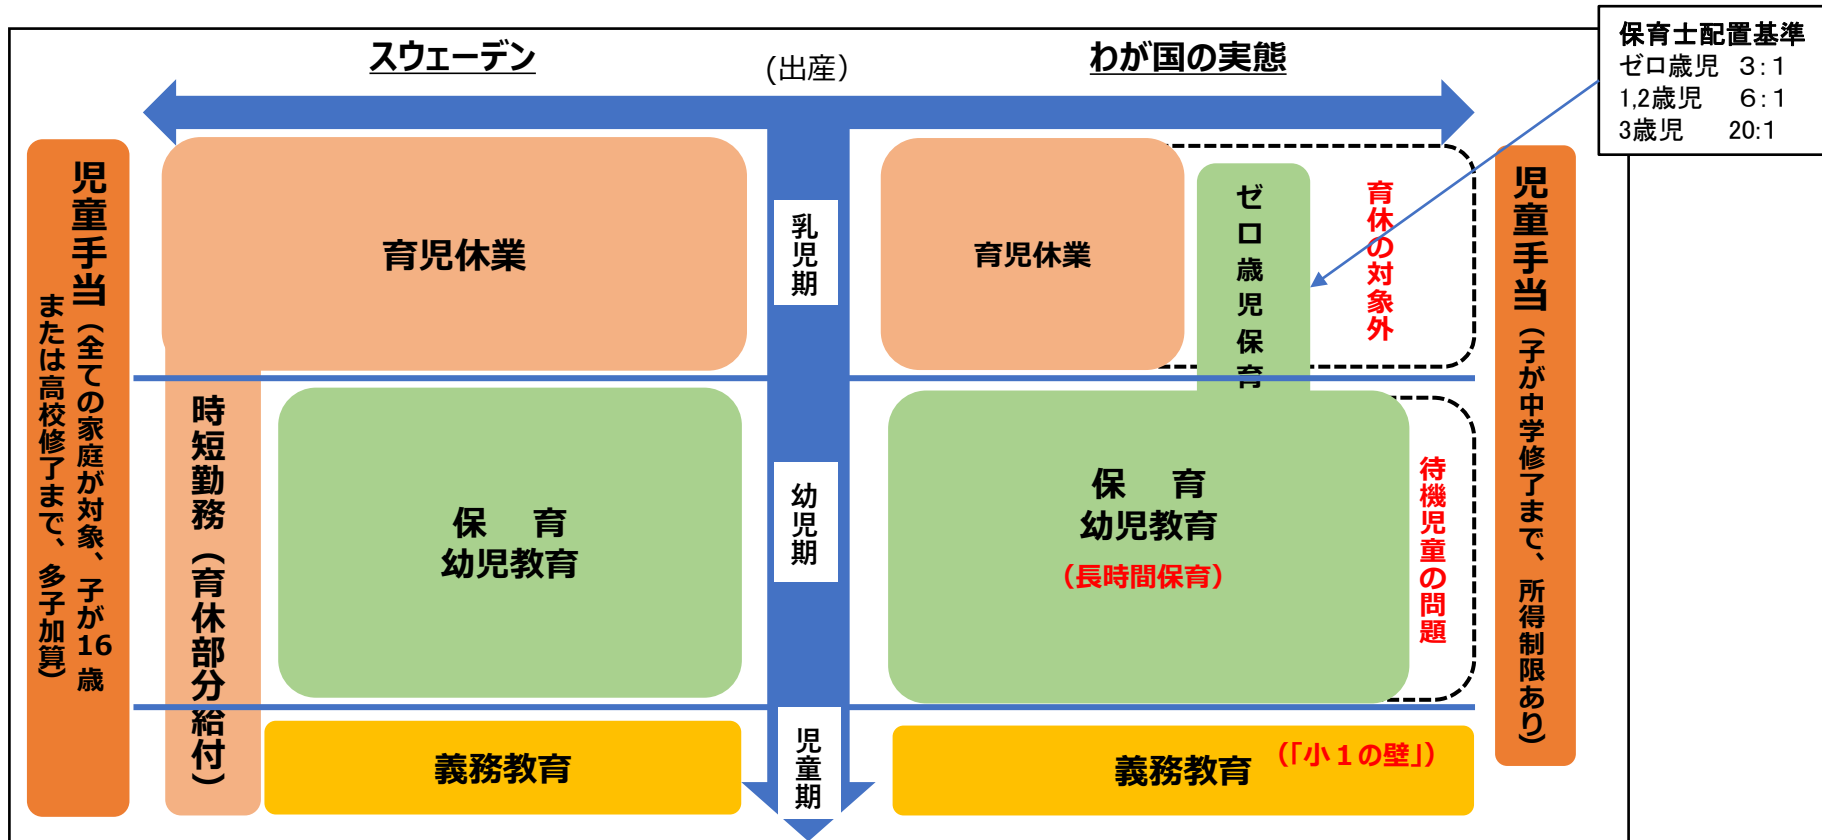 スウェーデン
(出産）
わが国の実態
保育士配置基準
ゼロ歳児　３：１
1,2歳児　６：１
3歳児　20:1
児童手当（全ての家庭が対象、子が16歳
または高校修了まで、多子加算）
育児休業
時短勤務（育休部分給付）
保　育
幼児教育
義務教育
乳児期
幼児期
児童期
育児休業
ゼロ歳児保育
育休の対象外
保　育
幼児教育
（長時間保育）
待機児童の問題
義務教育
（「小１の壁」）
児童手当（子が中学修了まで、所得制限あり）